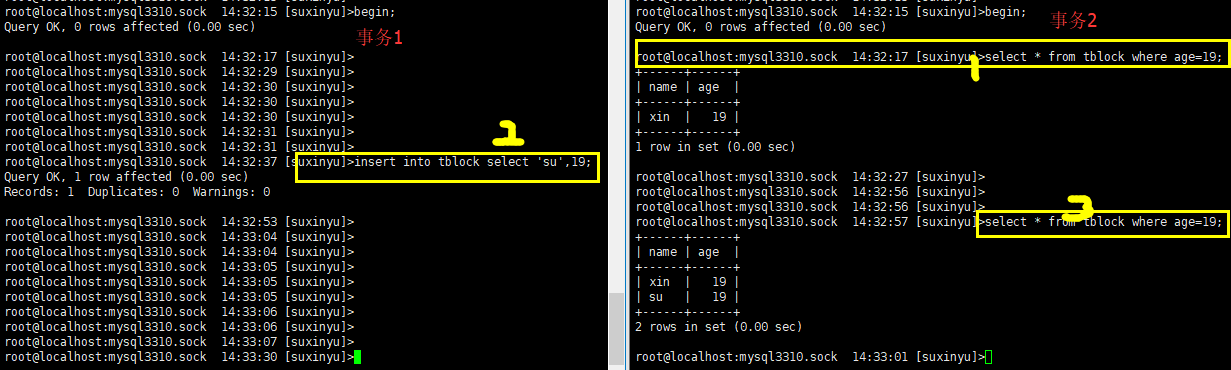 root@localhost:mysql3310.sock  14:32:15 [suxinyu]>begin;
Query OK, 0 rows affected (0.00 sec)
事务1
root@localhost:mysql3310.sock  14:32:17 [suxinyu]>
root@localhost:mysql3310.sock  14:32:29 [suxinyu]>
root@localhost:mysql3310.sock  14:32:30 [suxinyu]>
root@localhost:mysql3310.sock  14:32:30 [suxinyu]>
root@localhost:mysql3310.sock  14:32:30 [suxinyu]>
root@localhost:mysql3310.sock  14:32:31 [suxinyu]>
root@localhost:mysql3310.sock  14:32:31 [suxinyu]>
2
root@localhost:mysql3310.sock  14:32:37 [suxinyu]>insert into tblock select 'su',19;
Query OK, 1 row affected (0.00 sec)
Records: 1  Duplicates: 0  Warnings: 0
root@localhost:mysql3310.sock  14:32:53 [suxinyu]>
root@localhost:mysql3310.sock  14:33:04 [suxinyu]>
root@localhost:mysql3310.sock  14:33:04 [suxinyu]>
root@localhost:mysql3310.sock  14:33:05 [suxinyu]>
root@localhost:mysql3310.sock  14:33:05 [suxinyu]>
root@localhost:mysql3310.sock  14:33:05 [suxinyu]>
root@localhost:mysql3310.sock  14:33:06 [suxinyu]>
root@localhost:mysql3310.sock  14:33:06 [suxinyu]>
root@localhost:mysql3310.sock  14:33:07 [suxinyu]>
root@localhost:mysql3310.sock  14:33:30 [suxinyu]>
root@localhost:mysql3310.sock  14:32:15 [suxinyu]>begin;
Query OK, 0 rows affected (0.00 sec)
事务2
root@localhost:mysql3310.sock  14:32:17 [suxinyu]>select * from tblock where age=19;
1
+------+------+
| name | age  |
+------+------+
| xin  |   19 |
+------+------+
1 row in set (0.00 sec)
root@localhost:mysql3310.sock  14:32:27 [suxinyu]>
root@localhost:mysql3310.sock  14:32:56 [suxinyu]>
root@localhost:mysql3310.sock  14:32:56 [suxinyu]>
3
root@localhost:mysql3310.sock  14:32:57 [suxinyu]>select * from tblock where age=19;
+------+------+
| name | age  |
+------+------+
| xin  |   19 |
| su   |   19 |
+------+------+
2 rows in set (0.00 sec)
root@localhost:mysql3310.sock  14:33:01 [suxinyu]>